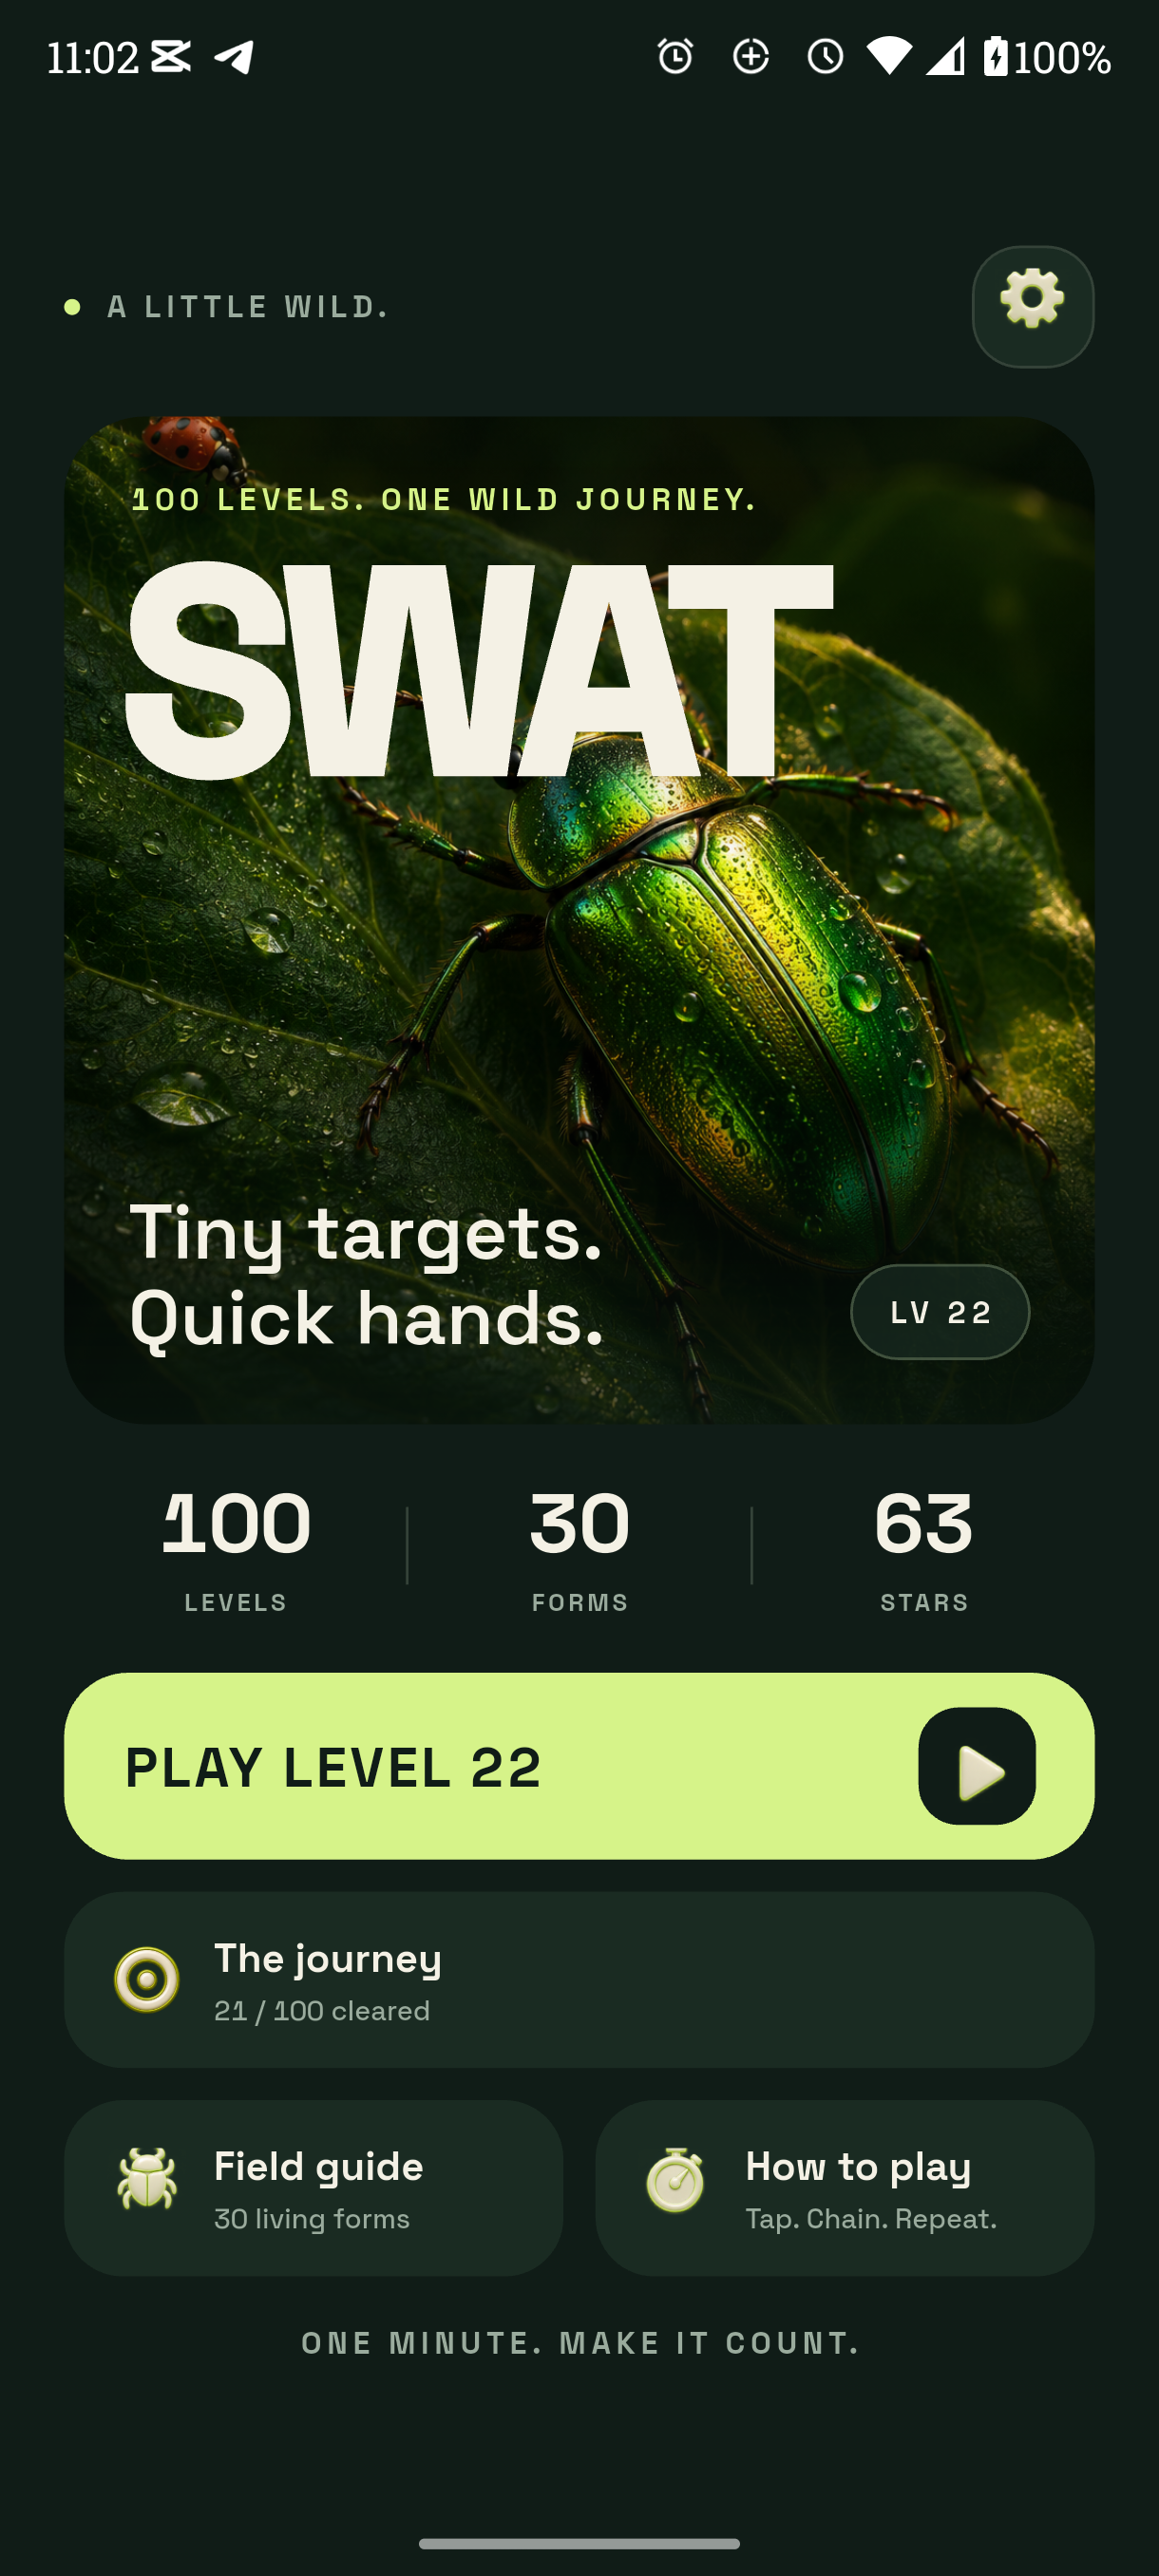 11:02
100%
A LITTLE WILD.
100 LEVELS. ONE WILD JOURNEY.
SWAT
Tiny targets.
Quick hands.
LV 22
100
30
63
LEVELS
FORMS
STARS
PLAY LEVEL 22
The journey
21 / 100 cleared
Field guide
30 living forms
How to play
Tap. Chain. Repeat.
ONE MINUTE. MAKE IT COUNT.